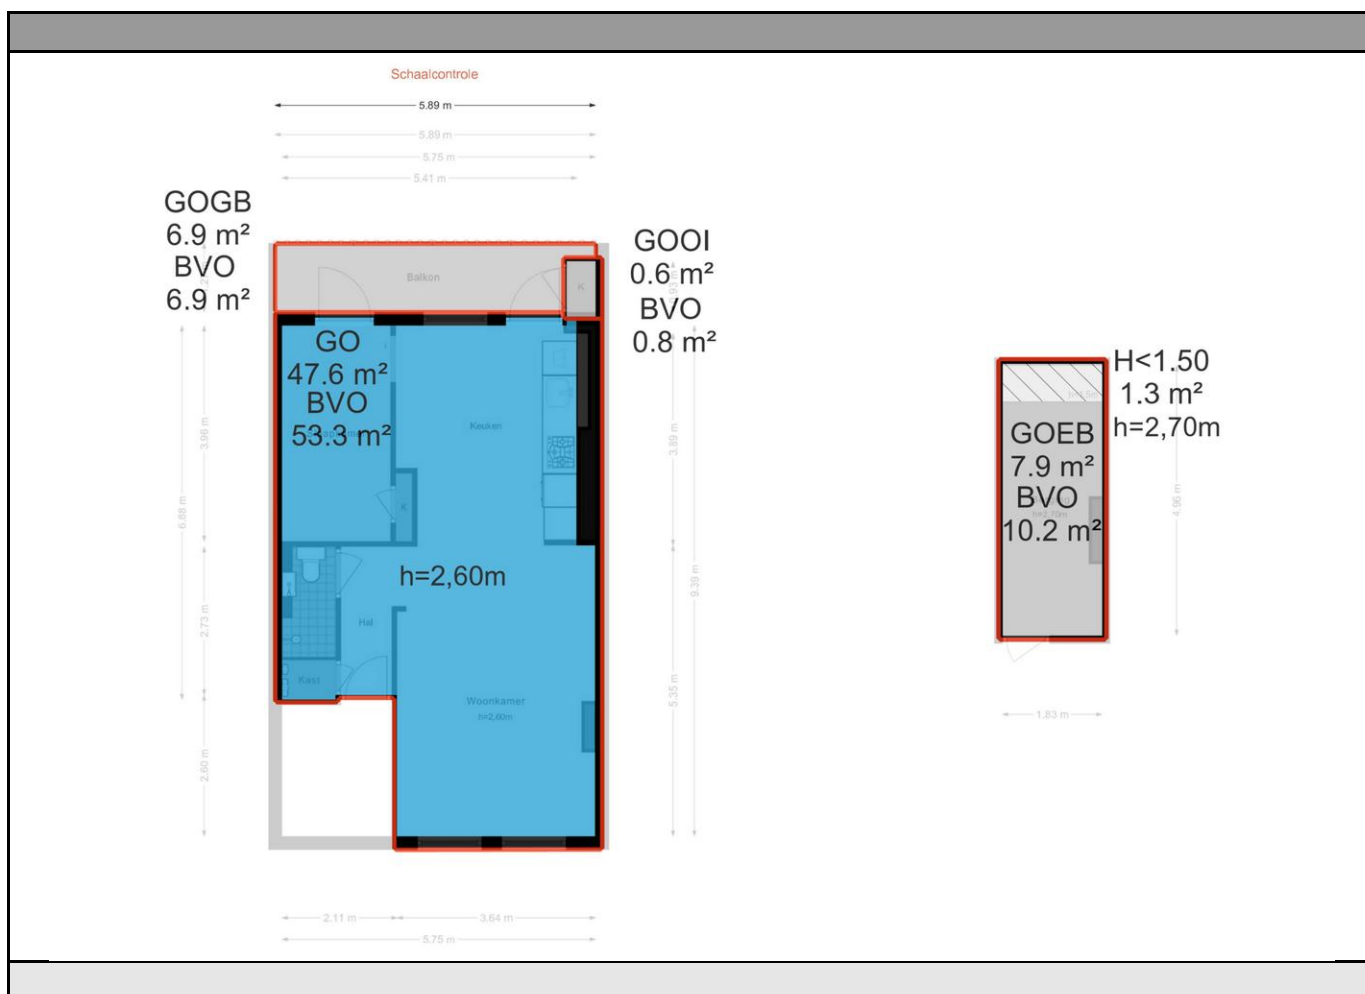 Schaalcontrole
5.89 m
5.89 m
5.75 m
5.41 m
GOGB
6.9 m²
BVO
6.9 m²
GOOI
0.6 m²
BVO
0.8 m²
Balkon
K
GO
47.6 m²
BVO
53.3 m²
Keuken
K
h=2,60m
Hal
Kast
Woonkamer
h=2,60m
3.96 m
6.88 m
2.73 m
2.60 m
3.89 m
9.39 m
5.35 m
2.11 m
3.64 m
5.75 m
H<1.50
1.3 m²
h=2,70m
GOEB
7.9 m²
BVO
h=2,70m
10.2 m²
4.96 m
1.83 m